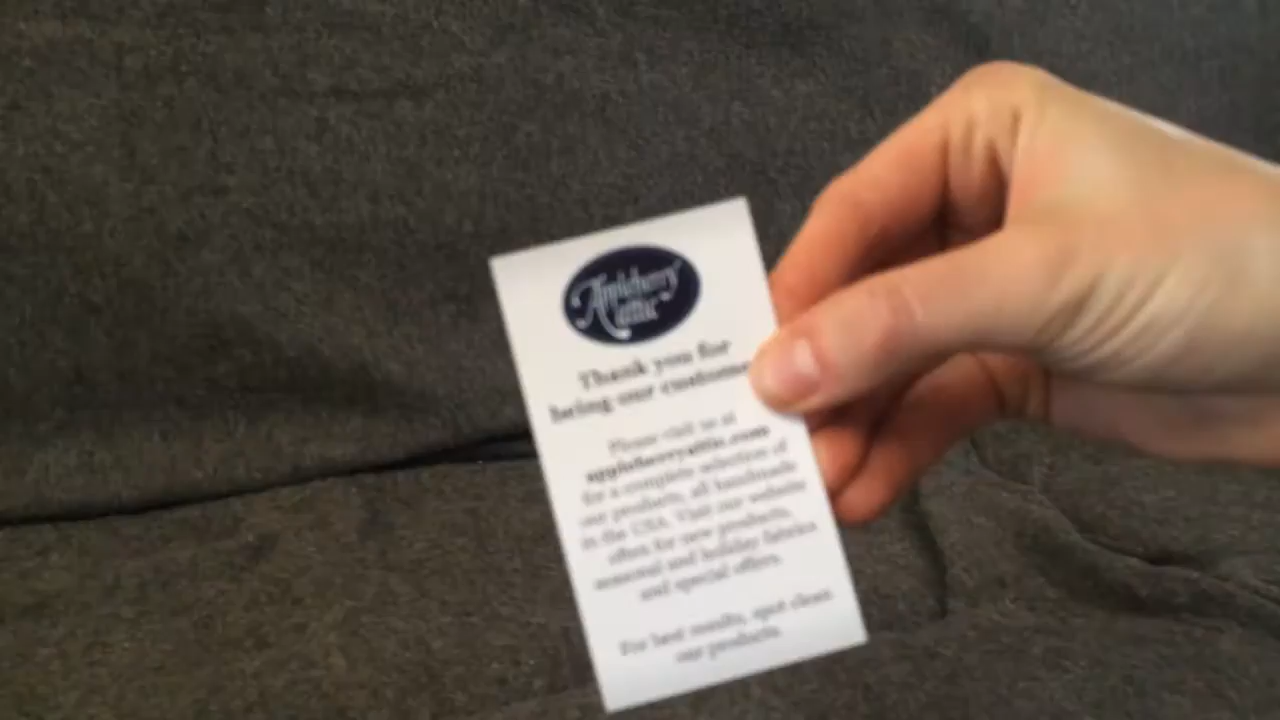 Appleberry
Attic
Thank you for
being our customer
Please visit us at
appleberryattic.com
for a complete selection of
our products, all handmade
in the USA. Visit our website
often for new products,
seasonal and holiday fabrics
and special offers.
For best results, spot clean
our products.